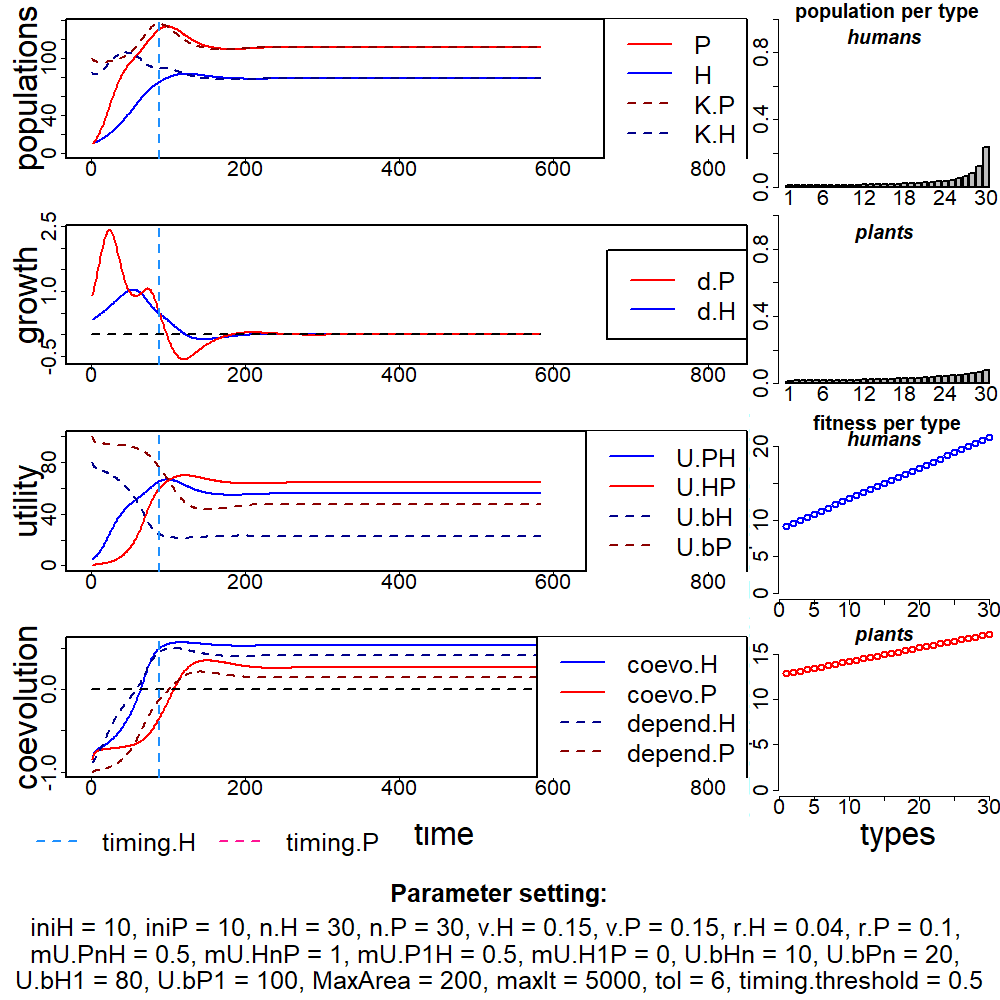 populations
0
40
100
0
200
400
800
P
H
K.P
K.H
population per type
humans
0.0
0.4
0.8
1
6
12
18
24
30
growth
-0.5
1.0
2.5
0
200
400
600
800
d.P
d.H
plants
0.0
0.4
0.8
1
6
12
18
24
30
utility
0
40
80
0
200
400
600
800
U.PH
U.HP
U.bH
U.bP
fitness per type
humans
0
5
10
20
0
5
10
20
30
coevolution
-1.0
0.0
0
200
400
600
800
coevo.H
coevo.P
depend.H
depend.P
plants
0
5
10
15
0
5
10
20
30
time
types
timing.H
timing.P
Parameter setting:
iniH = 10, iniP = 10, n.H = 30, n.P = 30, v.H = 0.15, v.P = 0.15, r.H = 0.04, r.P = 0.1,
mU.PnH = 0.5, mU.HnP = 1, mU.P1H = 0.5, mU.H1P = 0, U.bHn = 10, U.bPn = 20,
U.bH1 = 80, U.bP1 = 100, MaxArea = 200, maxIt = 5000, tol = 6, timing.threshold = 0.5